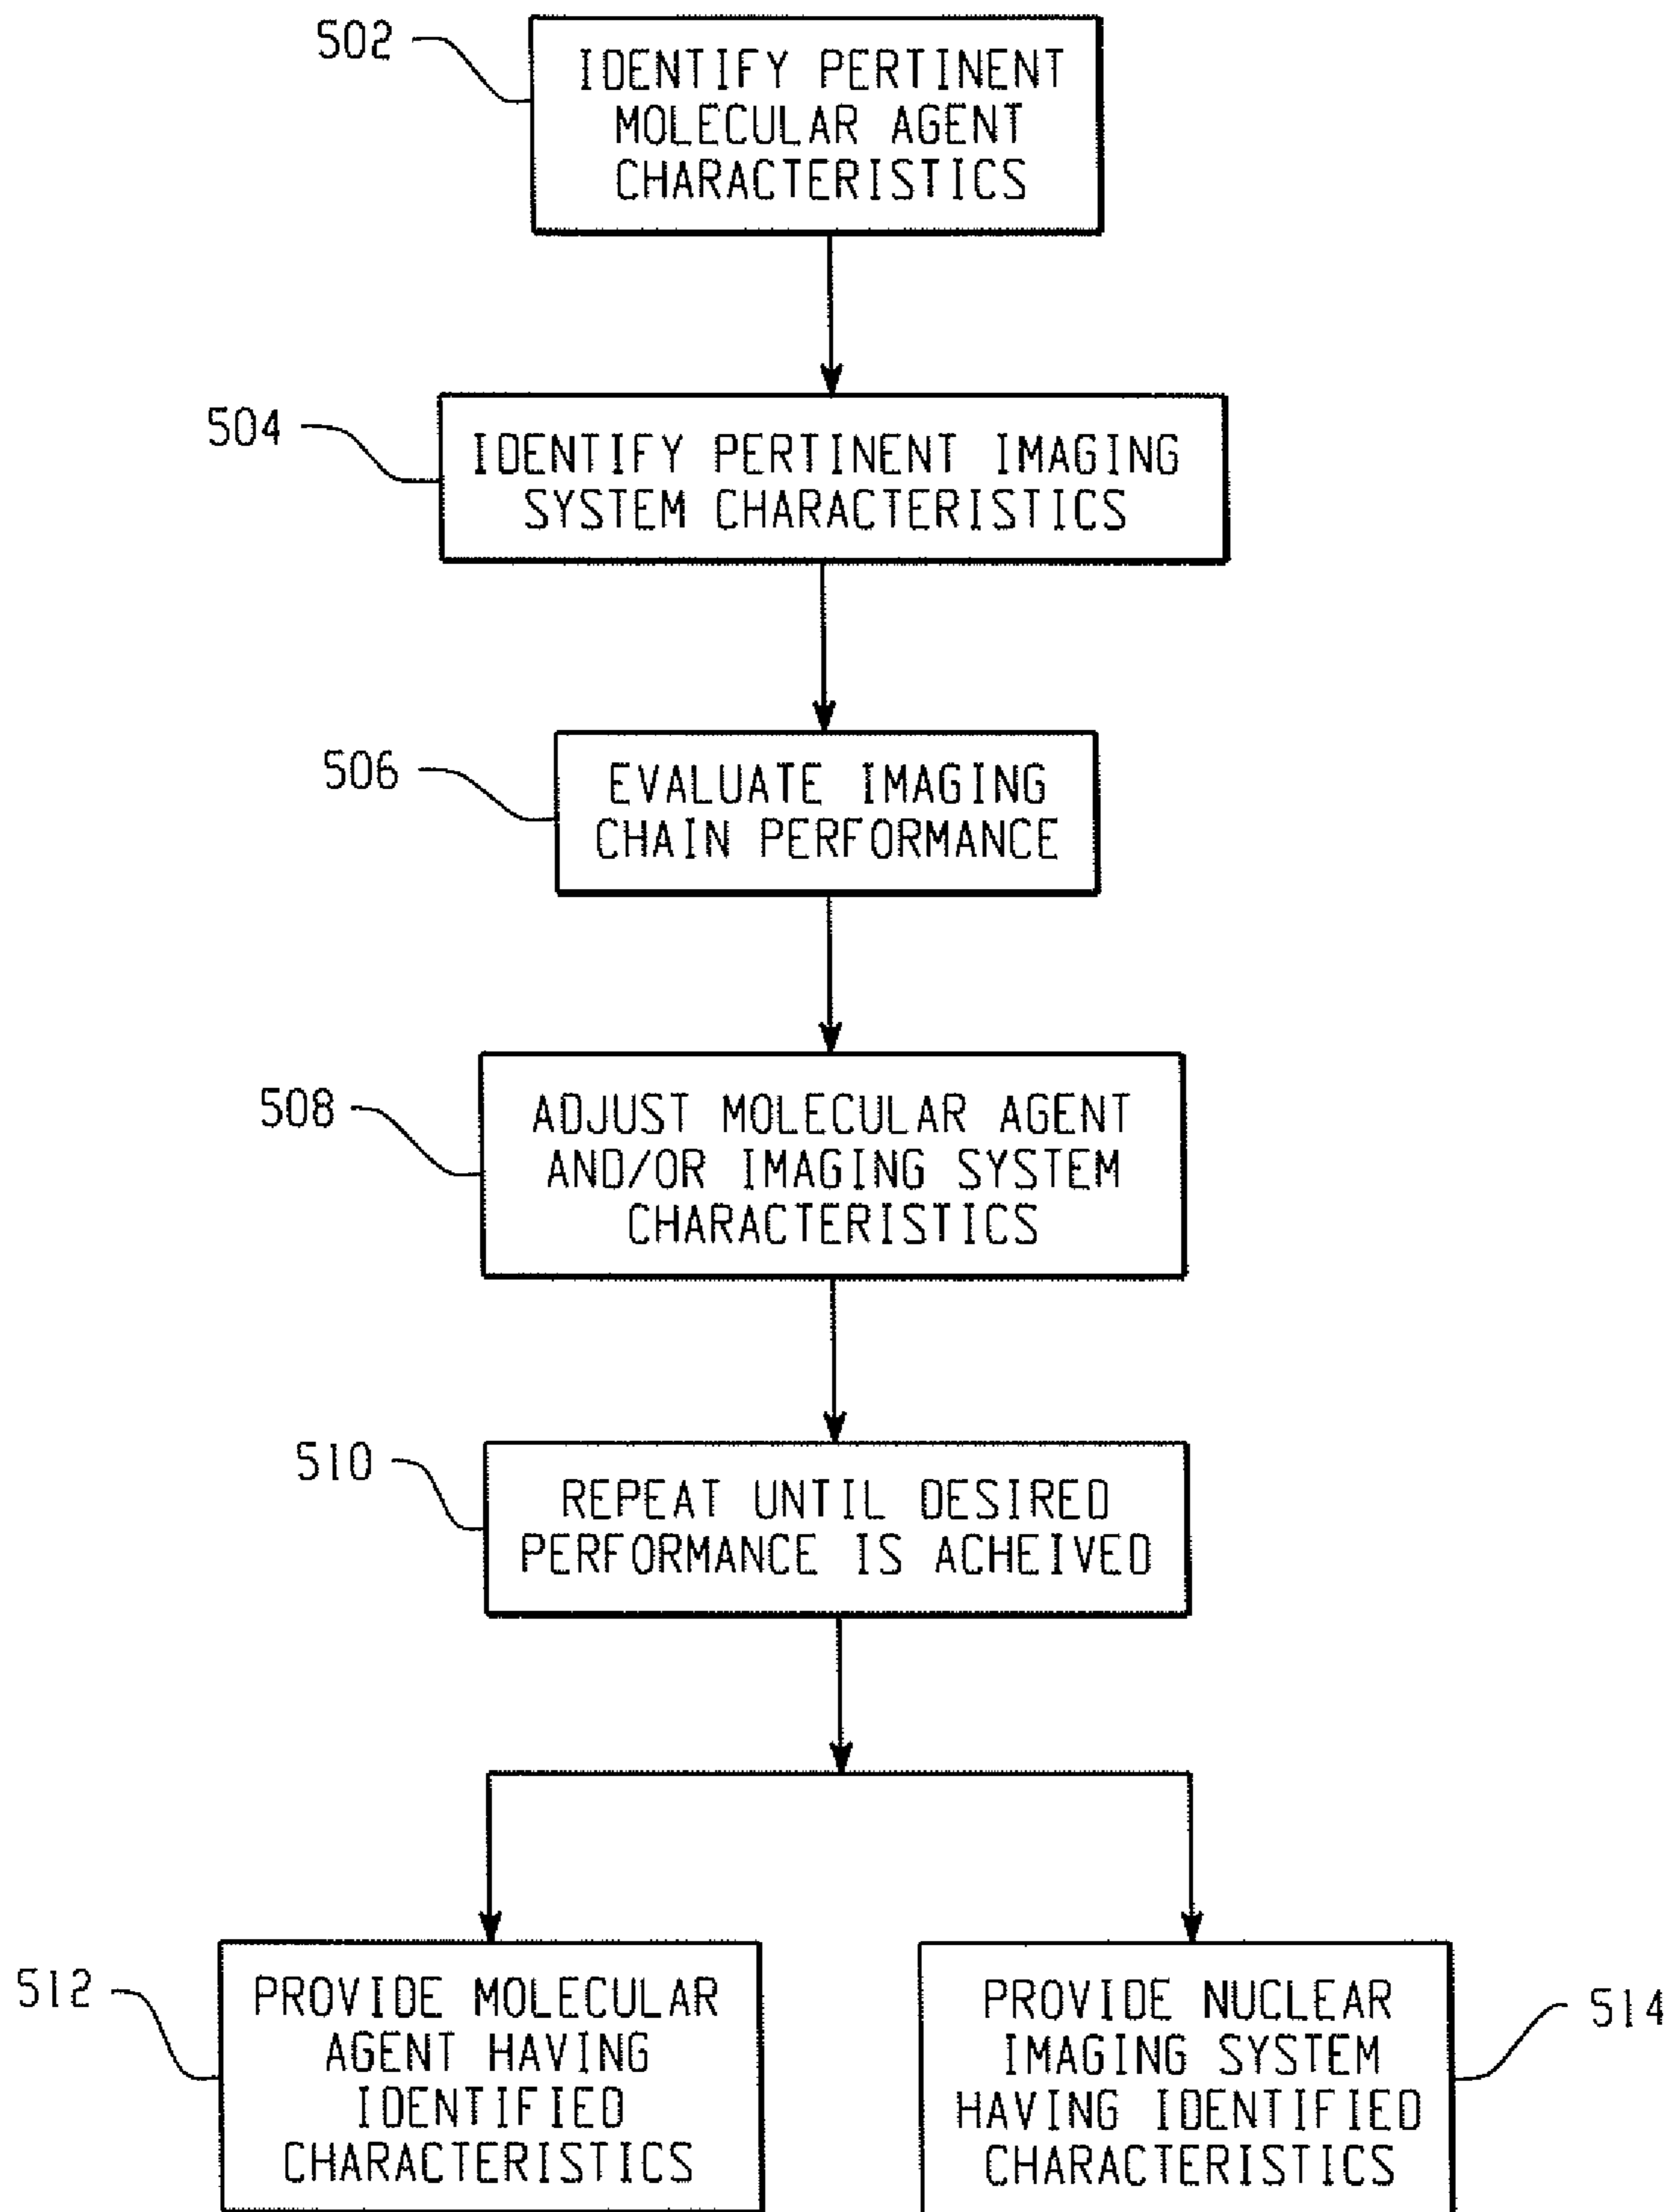 502
IDENTIFY PERTINENT
MOLECULAR AGENT
CHARACTERISTICS
504
IDENTIFY PERTINENT IMAGING
SYSTEM CHARACTERISTICS
506
EVALUATE IMAGING
CHAIN PERFORMANCE
508
ADJUST MOLECULAR AGENT
AND/OR IMAGING SYSTEM
CHARACTERISTICS
510
REPEAT UNTIL DESIRED
PERFORMANCE IS ACHEIVED
512
PROVIDE MOLECULAR
AGENT HAVING
IDENTIFIED
CHARACTERISTICS
PROVIDE NUCLEAR
IMAGING SYSTEM
HAVING IDENTIFIED
CHARACTERISTICS
514